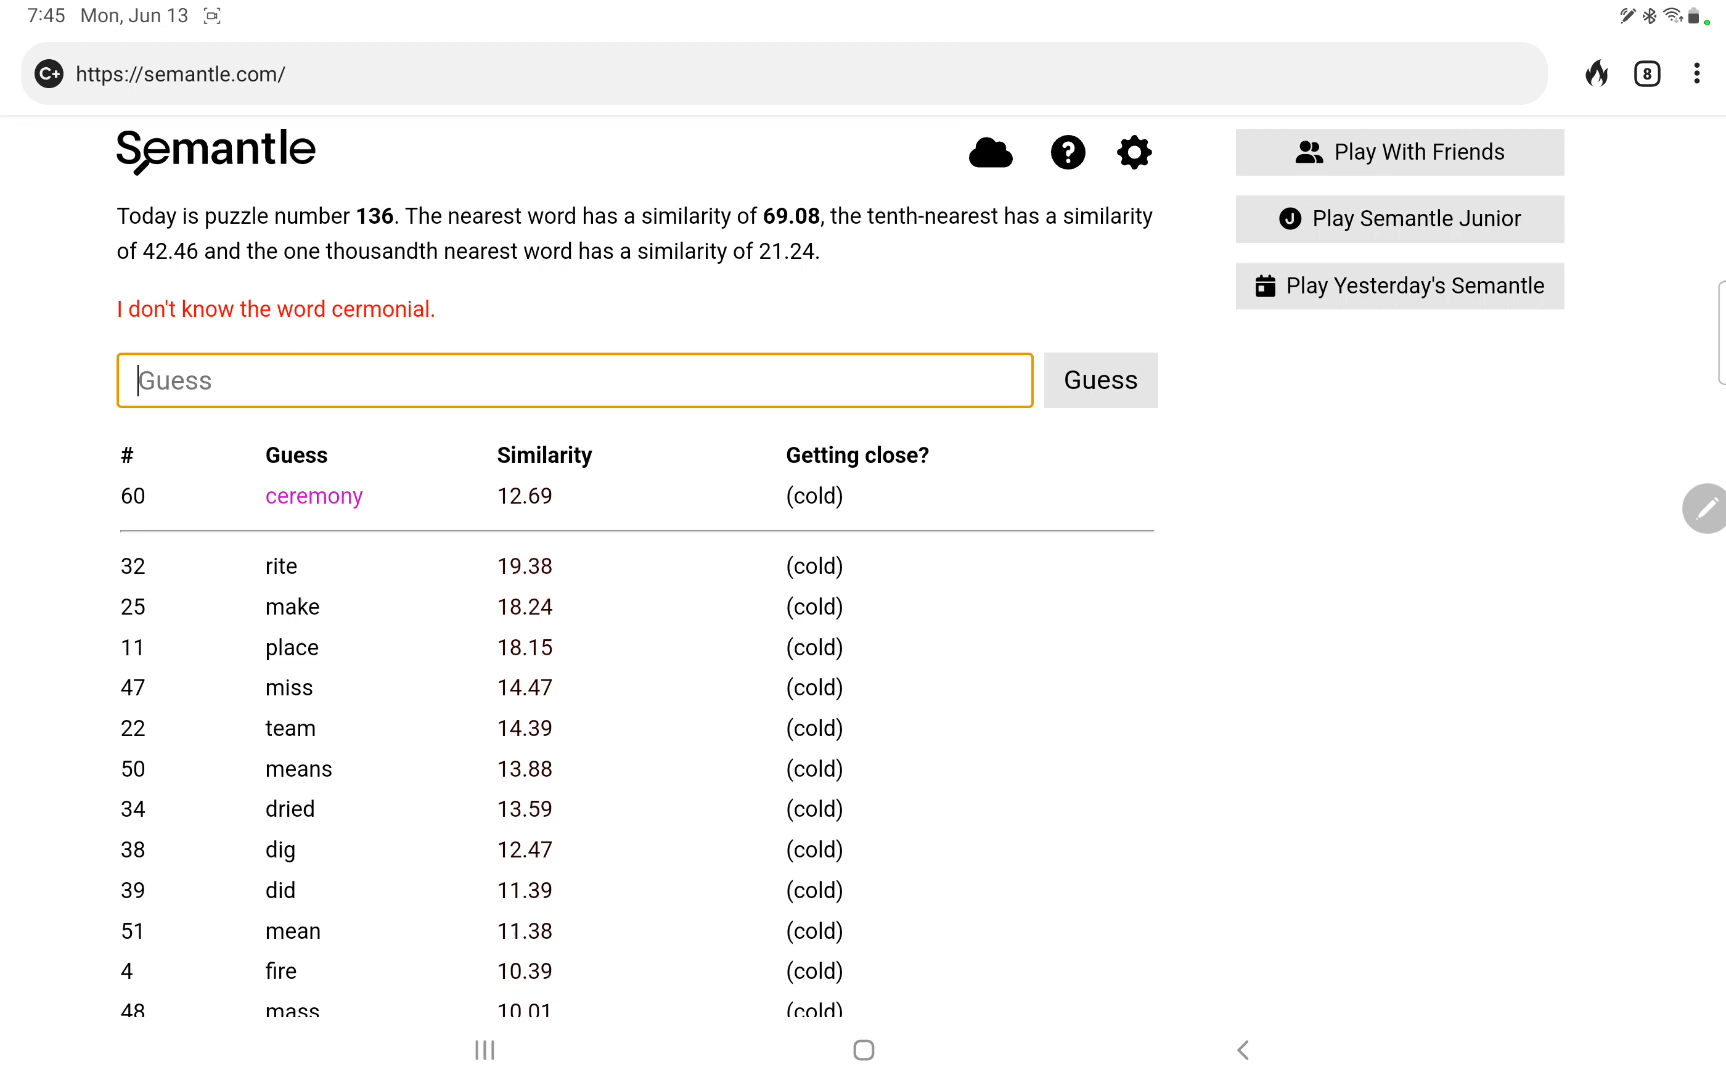 7:45 Mon, Jun 13
C+ https://semantle.com/
8
Semantle
?
Play With Friends
J Play Semantle Junior
Play Yesterday's Semantle
Today is puzzle number 136. The nearest word has a similarity of 69.08, the tenth-nearest has a similarity
of 42.46 and the one thousandth nearest word has a similarity of 21.24.
I don't know the word cermonial.
Guess Guess
# Guess Similarity Getting close?
60 ceremony 12.69 (cold)
32 rite 19.38 (cold)
25 make 18.24 (cold)
11 place 18.15 (cold)
47 miss 14.47 (cold)
22 team 14.39 (cold)
50 means 13.88 (cold)
34 dried 13.59 (cold)
38 dig 12.47 (cold)
39 did 11.39 (cold)
51 mean 11.38 (cold)
4 fire 10.39 (cold)
48 mass 10.01 (cold)